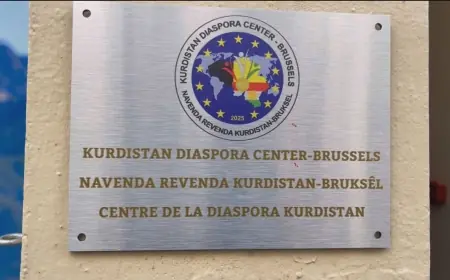 KURDISTAN DIASPORA CENTER - BRUSSELS
NAVENDA REVENDA KURDISTAN-BRUKSEL
2025
KURDISTAN DIASPORA CENTER-BRUSSELS
NAVENDA REVENDA KURDISTAN-BRUKSÊL
CENTRE DE LA DIASPORA KURDISTAN